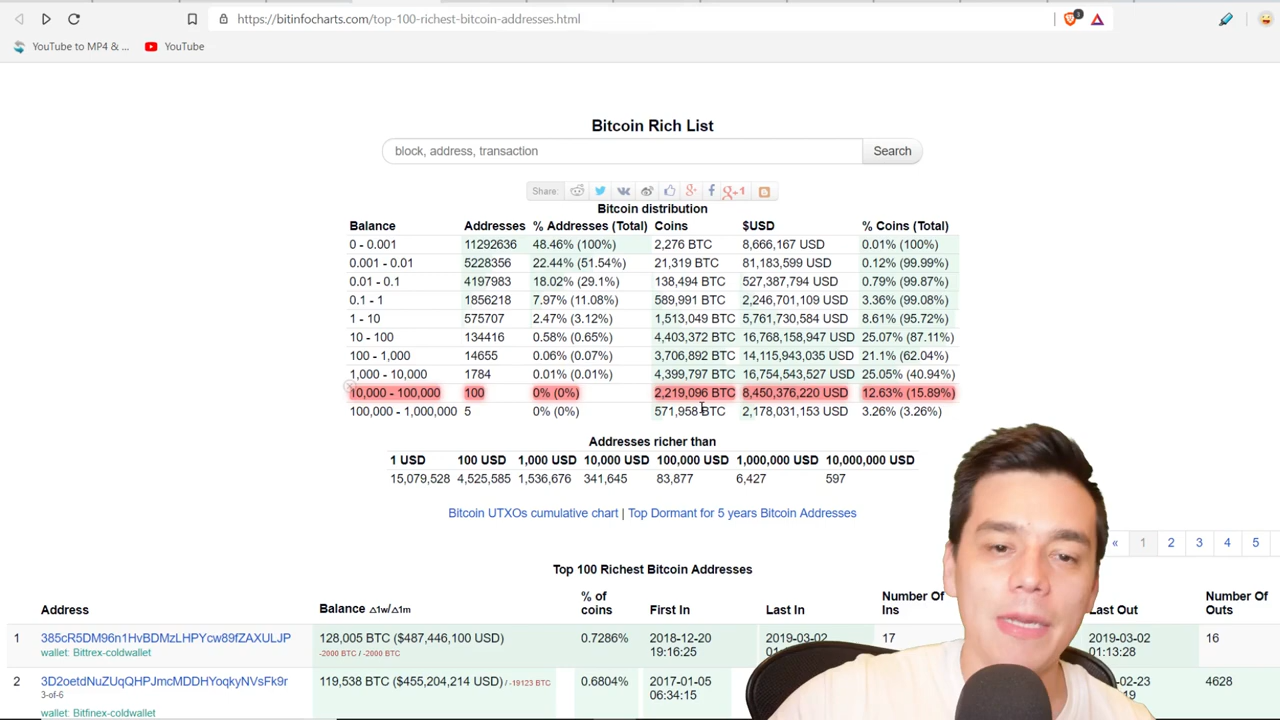 https://bitinfocharts.com/top-100-richest-bitcoin-addresses.html
3
YouTube to MP4 & ... YouTube
Bitcoin Rich List
block, address, transaction Search
Share: g+1
Bitcoin distribution
Balance Addresses % Addresses (Total) Coins $USD % Coins (Total)
0 - 0.001 11292636 48.46% (100%) 2,276 BTC 8,666,167 USD 0.01% (100%)
0.001 - 0.01 5228356 22.44% (51.54%) 21,319 BTC 81,183,599 USD 0.12% (99.99%)
0.01 - 0.1 4197983 18.02% (29.1%) 138,494 BTC 527,387,794 USD 0.79% (99.87%)
0.1 - 1 1856218 7.97% (11.08%) 589,991 BTC 2,246,701,109 USD 3.36% (99.08%)
1 - 10 575707 2.47% (3.12%) 1,513,049 BTC 5,761,730,584 USD 8.61% (95.72%)
10 - 100 134416 0.58% (0.65%) 4,403,372 BTC 16,768,158,947 USD 25.07% (87.11%)
100 - 1,000 14655 0.06% (0.07%) 3,706,892 BTC 14,115,943,035 USD 21.1% (62.04%)
1,000 - 10,000 1784 0.01% (0.01%) 4,399,797 BTC 16,754,543,527 USD 25.05% (40.94%)
10,000 - 100,000 100 0% (0%) 2,219,096 BTC 8,450,376,220 USD 12.63% (15.89%)
100,000 - 1,000,000 5 0% (0%) 571,958 BTC 2,178,031,153 USD 3.26% (3.26%)
Addresses richer than
1 USD 100 USD 1,000 USD 10,000 USD 100,000 USD 1,000,000 USD 10,000,000 USD
15,079,528 4,525,585 1,536,676 341,645 83,877 6,427 597
Bitcoin UTXOs cumulative chart | Top Dormant for 5 years Bitcoin Addresses
« 1 2 3 4 5
Top 100 Richest Bitcoin Addresses
Address Balance △1w/△1m % of coins First In Last In Number Of Ins Last Out Number Of Outs
1 385cR5DM96n1HvBDMzLHPYcw89fZAXULJP 128,005 BTC ($487,446,100 USD) 0.7286% 2018-12-20 2019-03-02 17 2019-03-02 16
wallet: Bittrex-coldwallet -2000 BTC / -2000 BTC 19:16:25 01:13:28
2 3D2oetdNuZUqQHPJmcMDDHYoqkyNVsFk9r 119,538 BTC ($455,204,214 USD) / -19123 BTC 0.6804% 2017-01-05 4628
3-of-6 06:34:15
wallet: Bitfinex-coldwallet